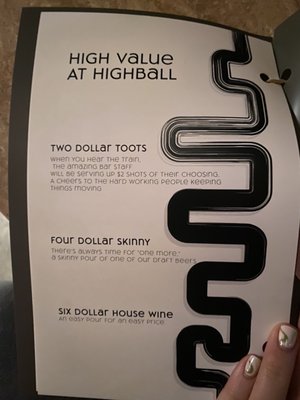 High Value
at Highball
Two Dollar Toots
When you hear the train,
the amazing bar staff
will be serving up $2 shots of their choosing.
A cheers to the hard working people keeping
things moving
Four Dollar Skinny
There's always time for "one more,"
a skinny pour of one of our draft beers
Six Dollar House Wine
An easy pour for an easy price